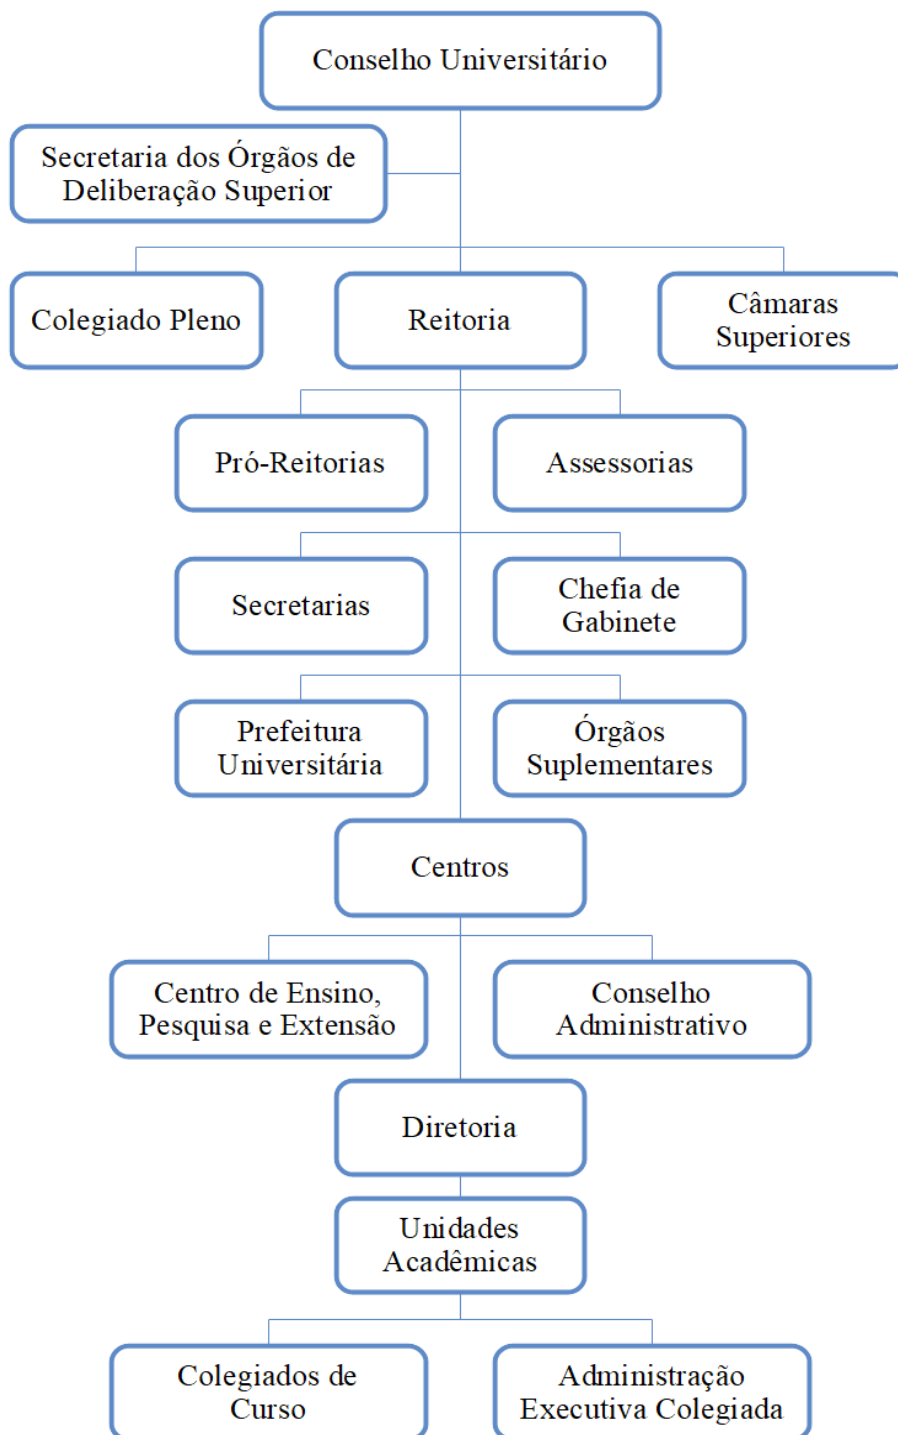 Conselho Universitário
Secretaria dos Órgãos de
Deliberação Superior
Colegiado Pleno
Reitoria
Câmaras
Superiores
Pró-Reitorias
Assessorias
Secretarias
Chefia de
Gabinete
Prefeitura
Universitária
Órgãos
Suplementares
Centros
Centro de Ensino,
Pesquisa e Extensão
Conselho
Administrativo
Diretoria
Unidades
Acadêmicas
Colegiados de
Curso
Administração
Executiva Colegiada